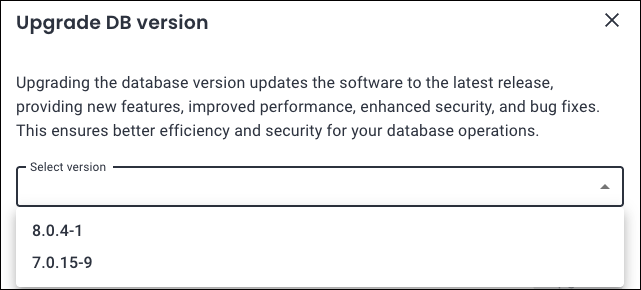 Upgrade DB version
Upgrading the database version updates the software to the latest release,
providing new features, improved performance, enhanced security, and bug fixes.
This ensures better efficiency and security for your database operations.
Select version
8.0.4-1
7.0.15-9